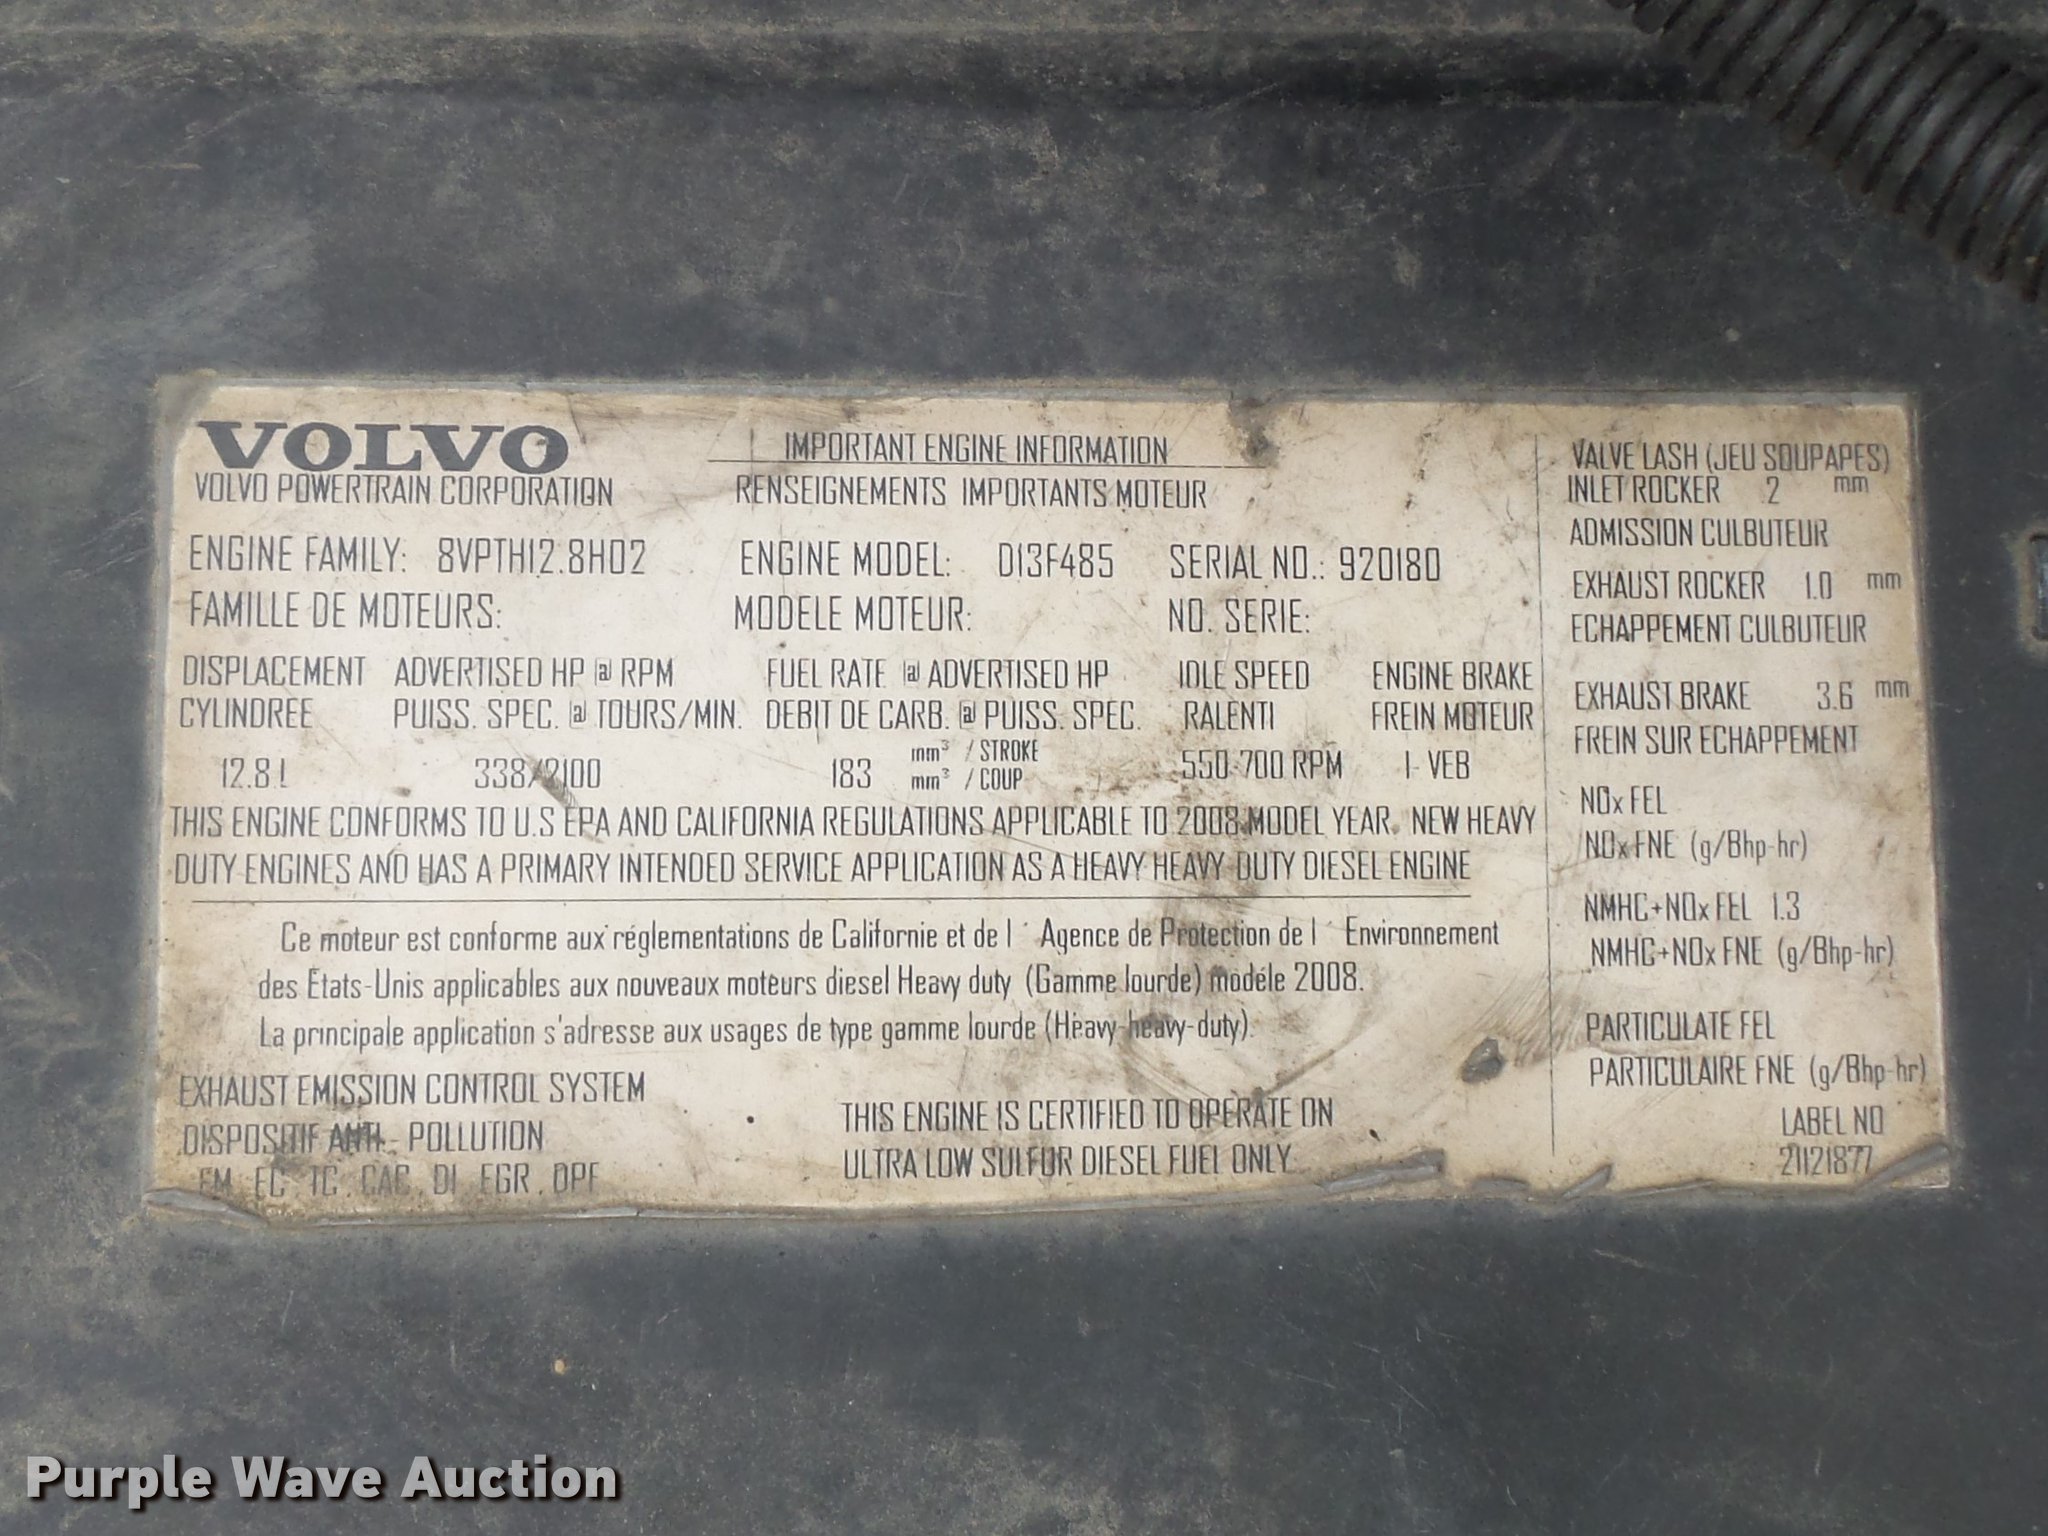 VOLVO
VOLVO POWERTRAIN CORPORATION
IMPORTANT ENGINE INFORMATION
RENSEIGNEMENTS IMPORTANTS MOTEUR
ENGINE FAMILY: 8VPTH12.8H02 ENGINE MODEL: D13F485 SERIAL NO.: 920180
FAMILLE DE MOTEURS: MODELE MOTEUR: NO. SERIE:
DISPLACEMENT ADVERTISED HP @ RPM FUEL RATE @ ADVERTISED HP IDLE SPEED ENGINE BRAKE
CYLINDREE PUISS. SPEC. @ TOURS/MIN. DEBIT DE CARB. @ PUISS. SPEC. RALENTI FREIN MOTEUR
12.8 L 338/2100 183 mm³ / STROKE mm³ / COUP 550-700 RPM I-VEB
THIS ENGINE CONFORMS TO U.S EPA AND CALIFORNIA REGULATIONS APPLICABLE TO 2008 MODEL YEAR. NEW HEAVY
DUTY ENGINES AND HAS A PRIMARY INTENDED SERVICE APPLICATION AS A HEAVY HEAVY-DUTY DIESEL ENGINE
Ce moteur est conforme aux réglementations de Californie et de l ' Agence de Protection de l ' Environnement
des Etats-Unis applicables aux nouveaux moteurs diesel Heavy duty (Gamme lourde) modéle 2008.
La principale application s'adresse aux usages de type gamme lourde (Heavy-heavy-duty).
EXHAUST EMISSION CONTROL SYSTEM
DISPOSITIF ANTI - POLLUTION
EM, EC, TC, CAC, DI, EGR, DPF
THIS ENGINE IS CERTIFIED TO OPERATE ON
ULTRA LOW SULFUR DIESEL FUEL ONLY
VALVE LASH (JEU SOUPAPES)
INLET ROCKER 2 mm
ADMISSION CULBUTEUR
EXHAUST ROCKER 1.0 mm
ECHAPPEMENT CULBUTEUR
EXHAUST BRAKE 3.6 mm
FREIN SUR ECHAPPEMENT
NOx FEL
NOx FNE (g/Bhp-hr)
NMHC+NOx FEL 1.3
NMHC+NOx FNE (g/Bhp-hr)
PARTICULATE FEL
PARTICULAIRE FNE (g/Bhp-hr)
LABEL NO
21121877
Purple Wave Auction